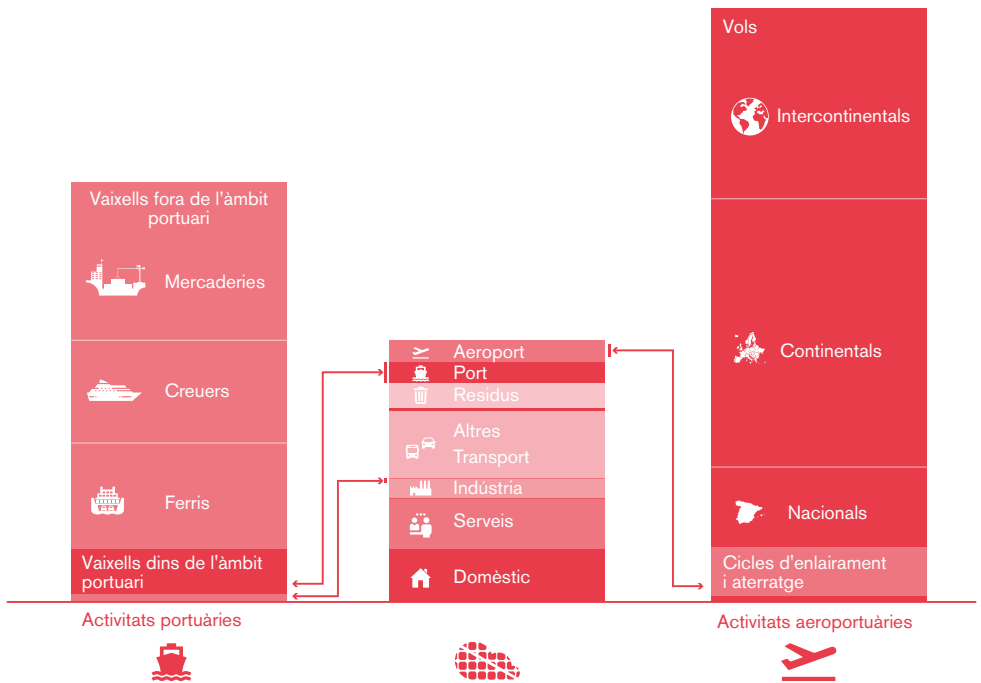 Vaixells fora de l'àmbit
portuari
Mercaderies
Creuers
Ferris
Vaixells dins de l'àmbit
portuari
Activitats portuàries
Aeroport
Port
Residus
Altres
Transport
Indústria
Serveis
Domèstic
Vols
Intercontinentals
Continentals
Nacionals
Cicles d'enlairament
i aterratge
Activitats aeroportuàries